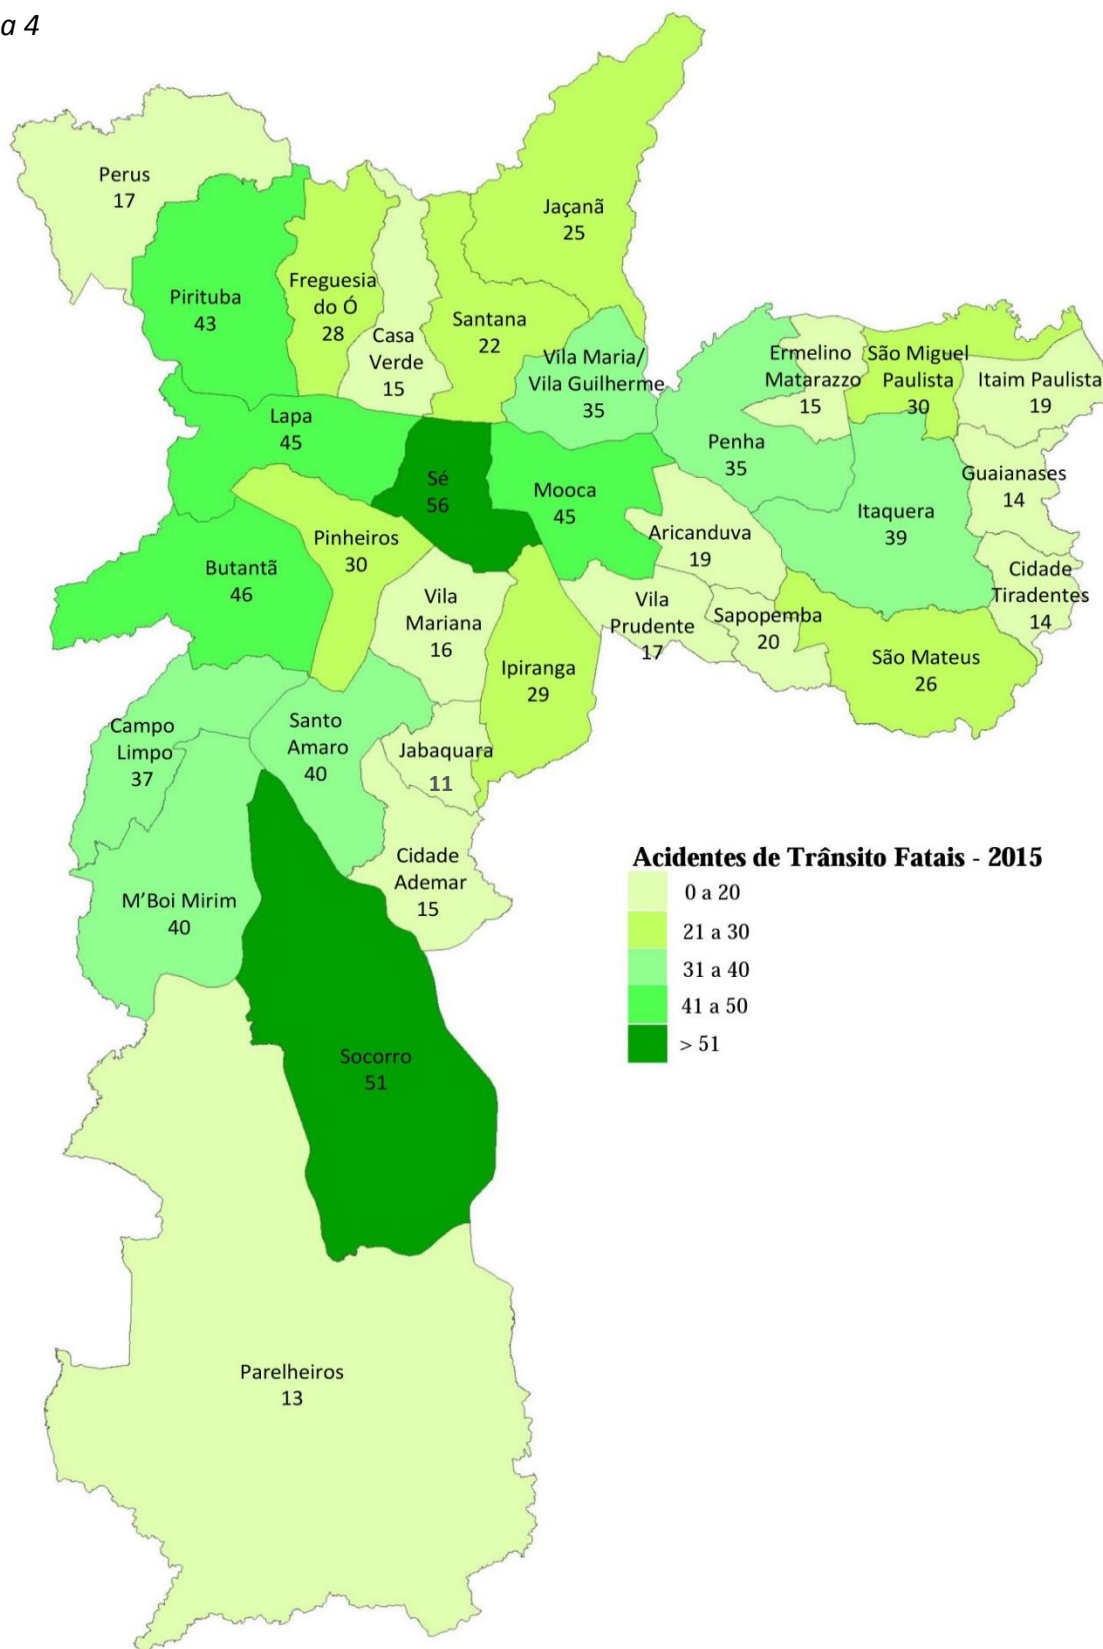 a 4
Perus
17
Jaçanã
25
Pirituba
43
Freguesia
do Ó
28
Casa
Verde
15
Santana
22
Vila Maria/
Vila Guilherme
35
Ermelino
Matarazzo
15
São Miguel
Paulista
30
Itaim Paulista
19
Lapa
45
Sé
56
Mooca
45
Penha
35
Itaquera
39
Guaianases
14
Pinheiros
30
Butantã
46
Aricanduva
19
Cidade
Tiradentes
14
Vila
Mariana
16
Vila
Prudente
17
Sapopemba
20
Ipiranga
29
São Mateus
26
Campo
Limpo
37
Santo
Amaro
40
Jabaquara
11
Cidade
Ademar
15
M'Boi Mirim
40
Acidentes de Trânsito Fatais - 2015
0 a 20
21 a 30
31 a 40
41 a 50
> 51
Socorro
51
Parelheiros
13